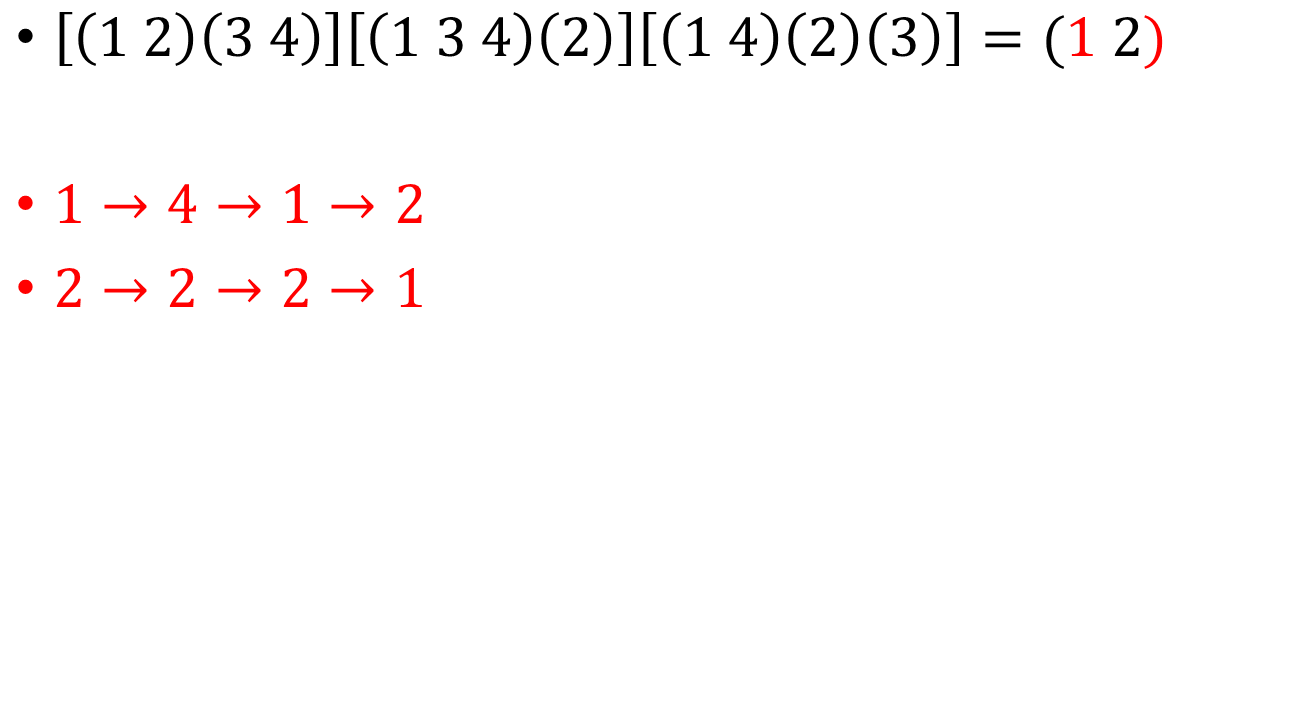 • [(1 2)(3 4)][(1 3 4)(2)][(1 4)(2)(3)] = (1 2)
• 1 → 4 → 1 → 2
• 2 → 2 → 2 → 1